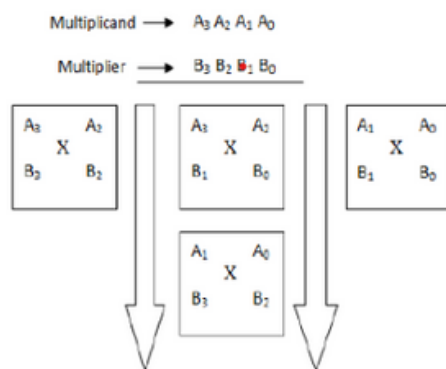 Multiplicand → A₃ A₂ A₁ A₀
Multiplier → B₃ B₂ B₁ B₀
A₃ A₂ A₃ A₂ A₁ A₀
X X X
B₃ B₂ B₁ B₀ B₁ B₀
A₁ A₀
X
B₃ B₂